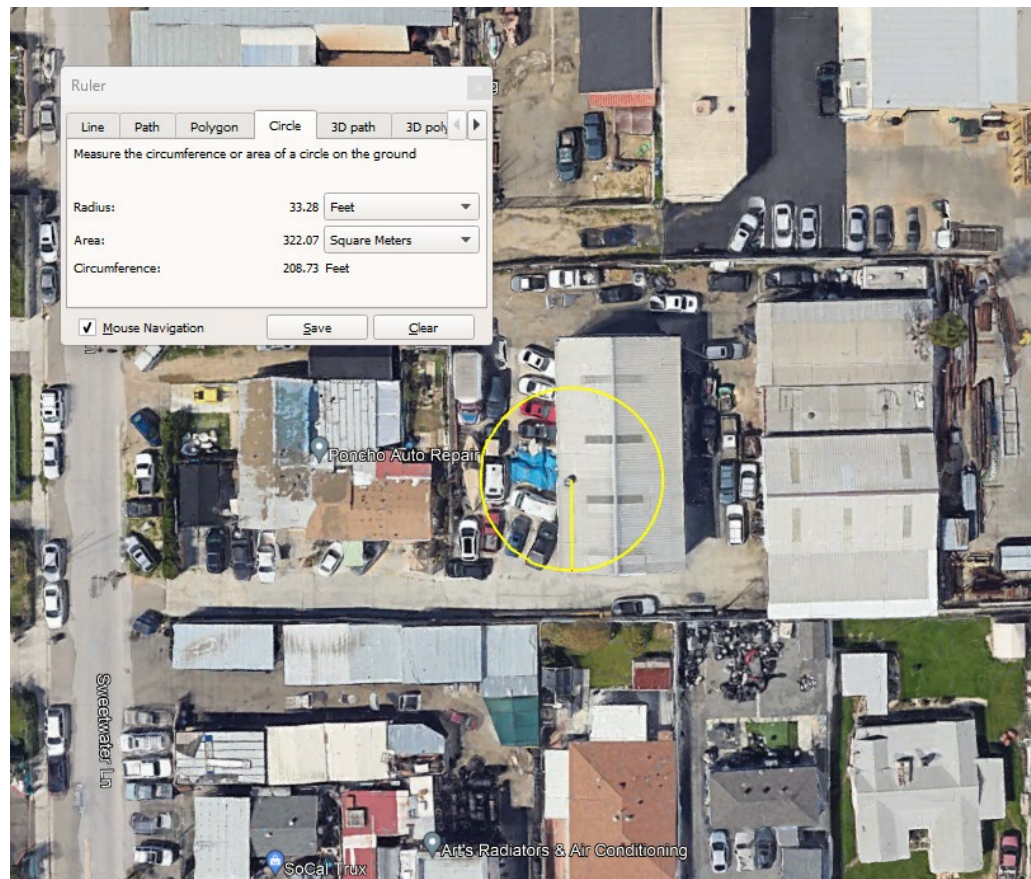 Ruler
Line Path Polygon Circle 3D path 3D poly
Measure the circumference or area of a circle on the ground
Radius: 33.28 Feet
Area: 322.07 Square Meters
Circumference: 208.73 Feet
Mouse Navigation Save Clear
Poncho Auto Repair
Sweetwater Ln
Art's Radiators & Air Conditioning
SoCal Trux